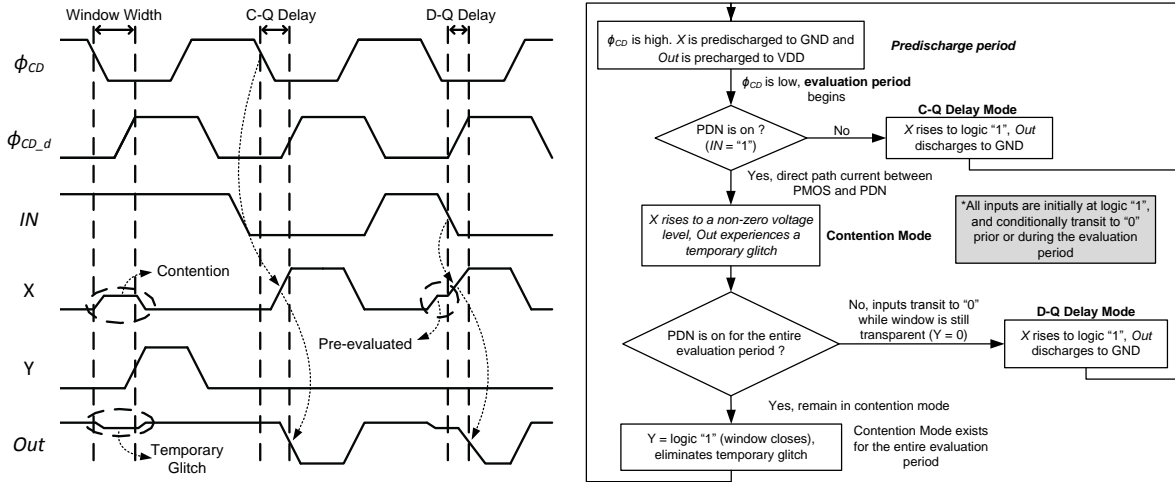 Window Width
C-Q Delay
D-Q Delay
ϕCD
ϕCD_d
IN
X
Contention
Pre-evaluated
Y
Out
Temporary
Glitch
ϕCD is high. X is predischarged to GND and
Out is precharged to VDD
Predischarge period
ϕCD is low, evaluation period
begins
PDN is on ?
(IN = “1”)
No
C-Q Delay Mode
X rises to logic “1”, Out
discharges to GND
Yes, direct path current between
PMOS and PDN
X rises to a non-zero voltage
level, Out experiences a
temporary glitch
Contention Mode
*All inputs are initially at logic “1”,
and conditionally transit to “0”
prior or during the evaluation
period
PDN is on for the entire
evaluation period ?
No, inputs transit to “0”
while window is still
transparent (Y = 0)
D-Q Delay Mode
X rises to logic “1”, Out
discharges to GND
Yes, remain in contention mode
Y = logic “1” (window closes),
eliminates temporary glitch
Contention Mode exists
for the entire evaluation
period